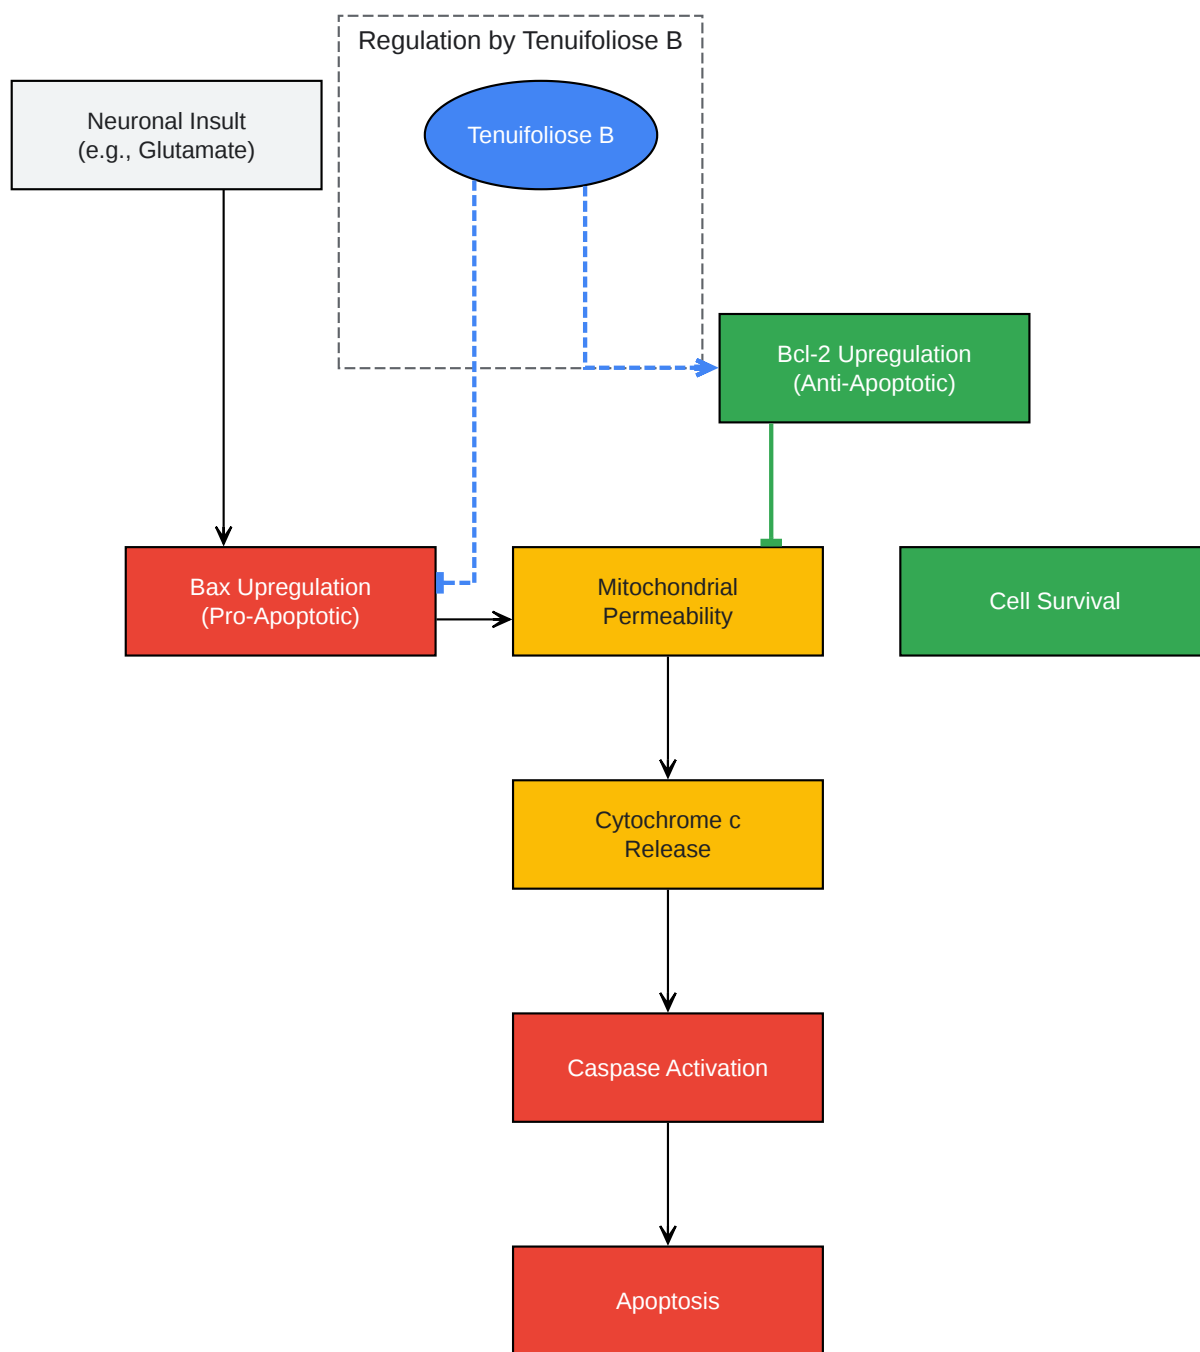 Regulation by Tenuifoliose B
Neuronal Insult
(e.g., Glutamate)
Tenuifoliose B
Bcl-2 Upregulation
(Anti-Apoptotic)
Bax Upregulation
(Pro-Apoptotic)
Mitochondrial
Permeability
Cell Survival
Cytochrome c
Release
Caspase Activation
Apoptosis